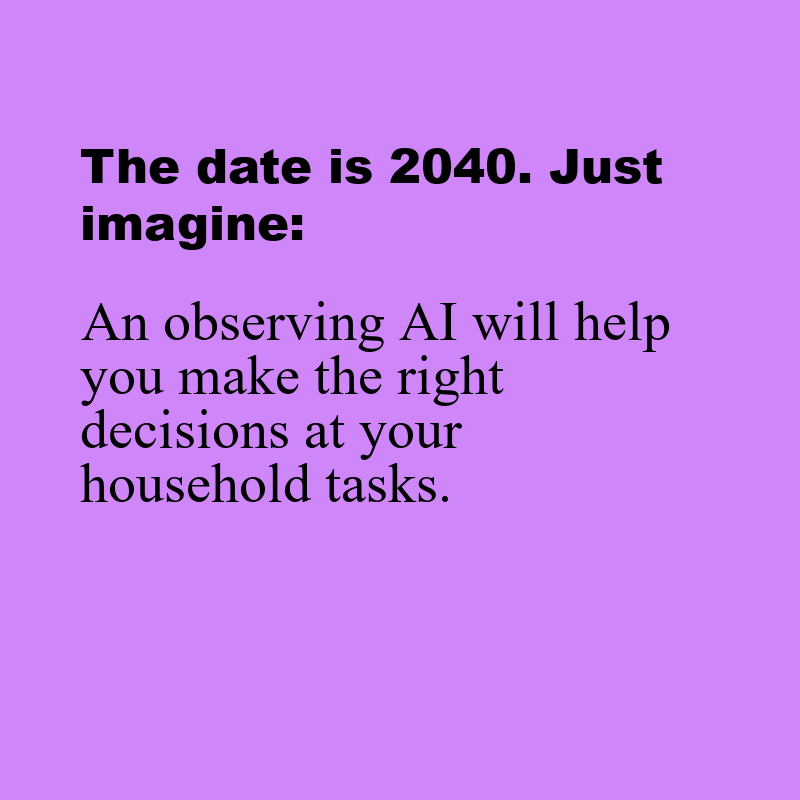 The date is 2040. Just
imagine:
An observing AI will help
you make the right
decisions at your
household tasks.